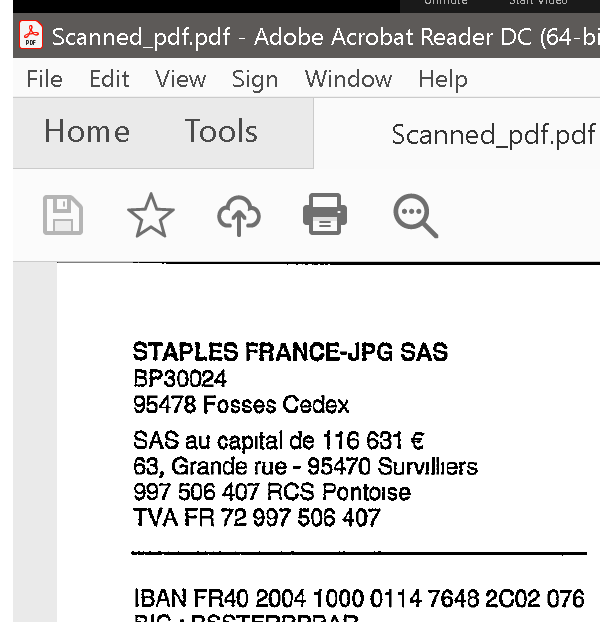 Unmute Start Video
Scanned_pdf.pdf - Adobe Acrobat Reader DC (64-bi
File Edit View Sign Window Help
Home Tools Scanned_pdf.pdf
STAPLES FRANCE-JPG SAS
BP30024
95478 Fosses Cedex
SAS au capital de 116 631 €
63, Grande rue - 95470 Survilliers
997 506 407 RCS Pontoise
TVA FR 72 997 506 407
IBAN FR40 2004 1000 0114 7648 2C02 076